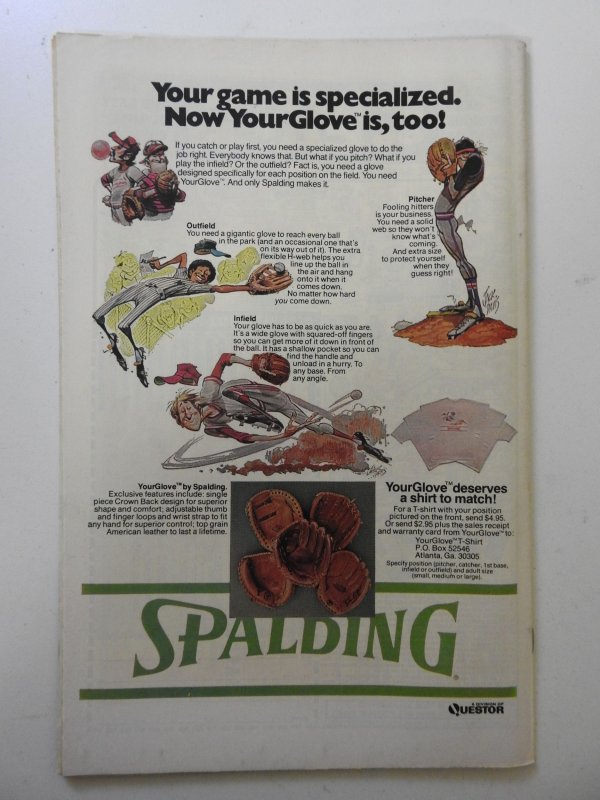 Your game is specialized.
Now YourGlove™ is, too!
If you catch or play first, you need a specialized glove to do the
job right. Everybody knows that. But what if you pitch? What if you
play the infield? Or the outfield? Fact is, you need a glove
designed specifically for each position on the field. You need
YourGlove™. And only Spalding makes it.
Pitcher
Fooling hitters
is your business.
You need a solid
web so they won't
know what's
coming.
And extra size
to protect yourself
when they
guess right!
Outfield
You need a gigantic glove to reach every ball
in the park (and an occasional one that's
on its way out of it). The extra
flexible H-web helps you
line up the ball in
the air and hang
onto it when it
comes down.
No matter how hard
you come down.
Infield
Your glove has to be as quick as you are.
It's a wide glove with squared-off fingers
so you can get more of it down in front of
the ball. It has a shallow pocket so you can
find the handle and
unload in a hurry. To
any base. From
any angle.
YourGlove™ by Spalding.
Exclusive features include: single
piece Crown Back design for superior
shape and comfort; adjustable thumb
and finger loops and wrist strap to fit
any hand for superior control; top grain
American leather to last a lifetime.
YourGlove™ deserves
a shirt to match!
For a T-shirt with your position
pictured on the front, send $4.95.
Or send $2.95 plus the sales receipt
and warranty card from YourGlove™ to:
YourGlove™ T-Shirt
P.O. Box 52546
Atlanta, Ga. 30305
Specify position (pitcher, catcher, 1st base,
infield or outfield) and adult size
(small, medium or large).
SPALDING®
A DIVISION OF
QUESTOR